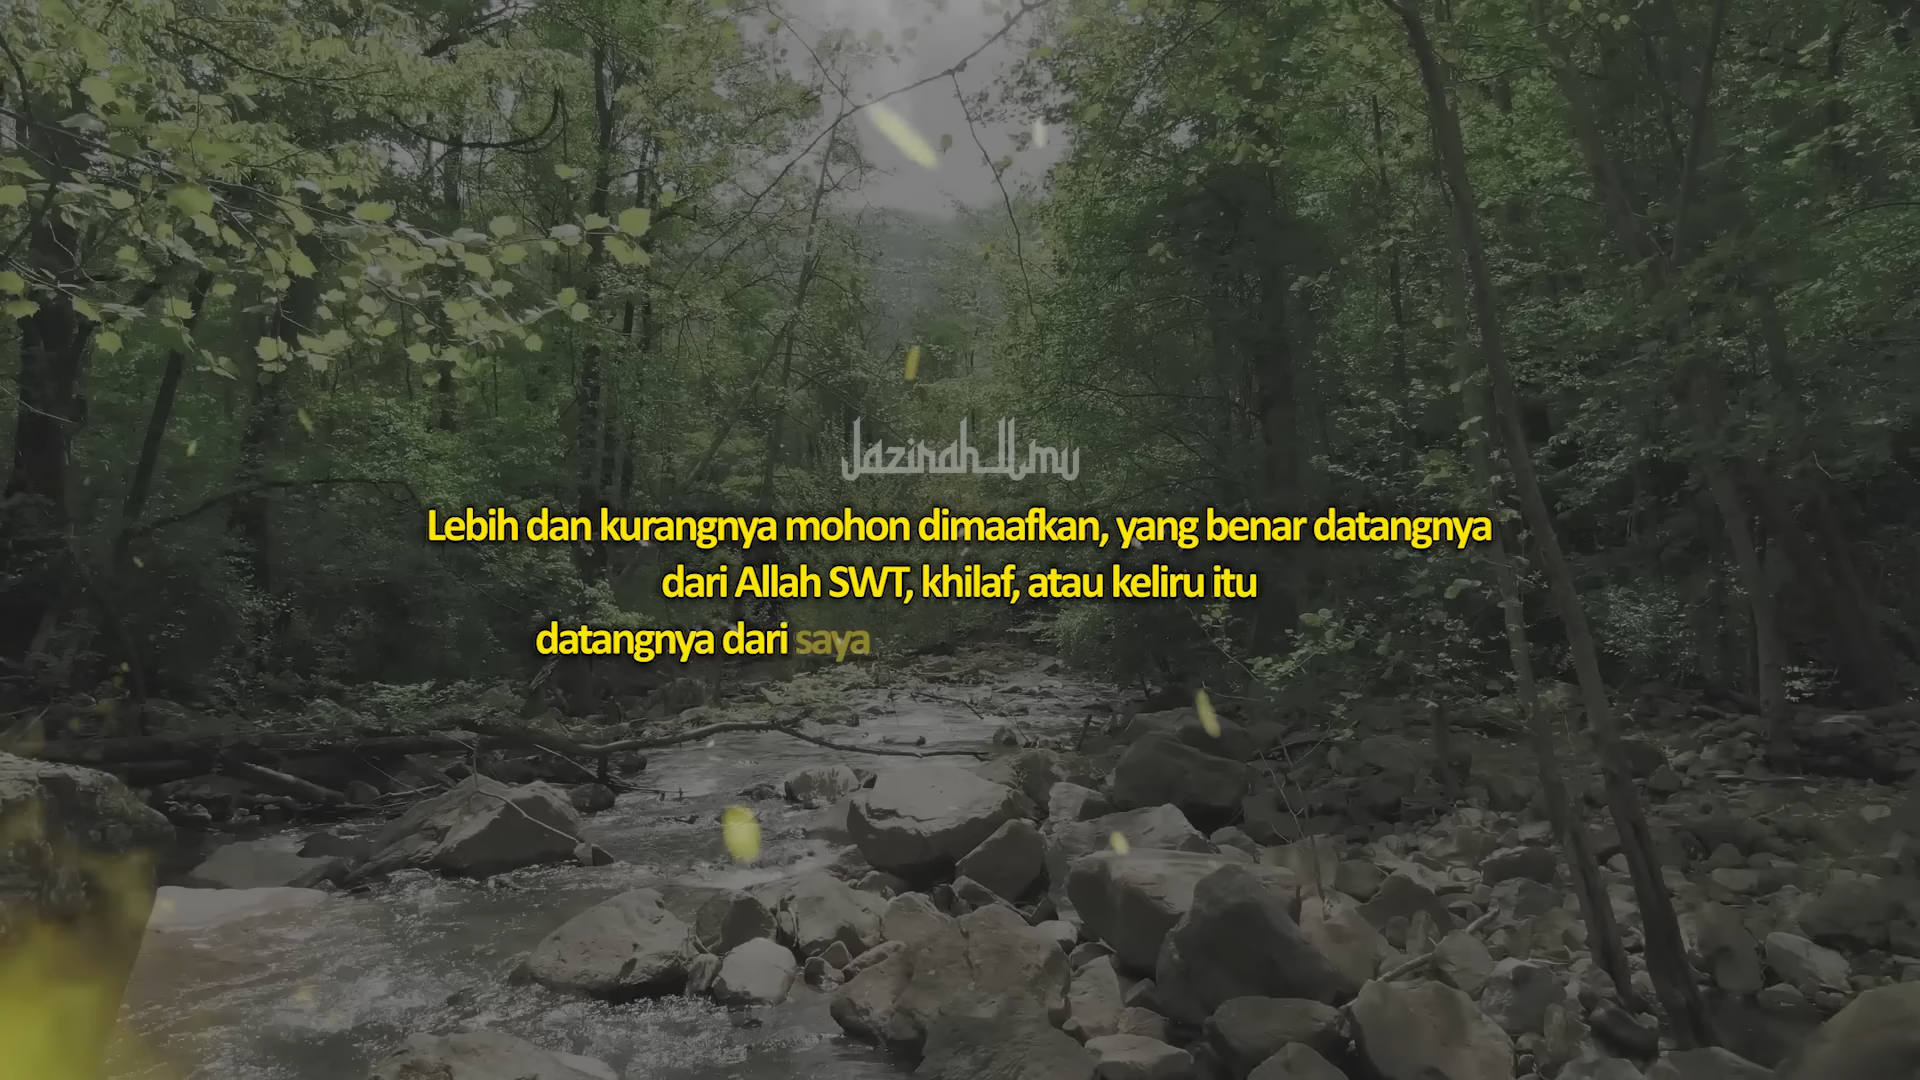 Jazirah Ilmu
Lebih dan kurangnya mohon dimaafkan, yang benar datangnya
dari Allah SWT, khilaf, atau keliru itu
datangnya dari saya